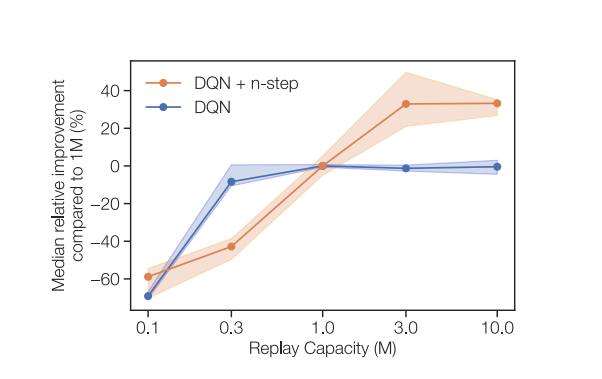 DQN + n-step
DQN
Median relative improvement
compared to 1M (%)
40
20
0
−20
−40
−60
0.1
0.3
1.0
3.0
10.0
Replay Capacity (M)